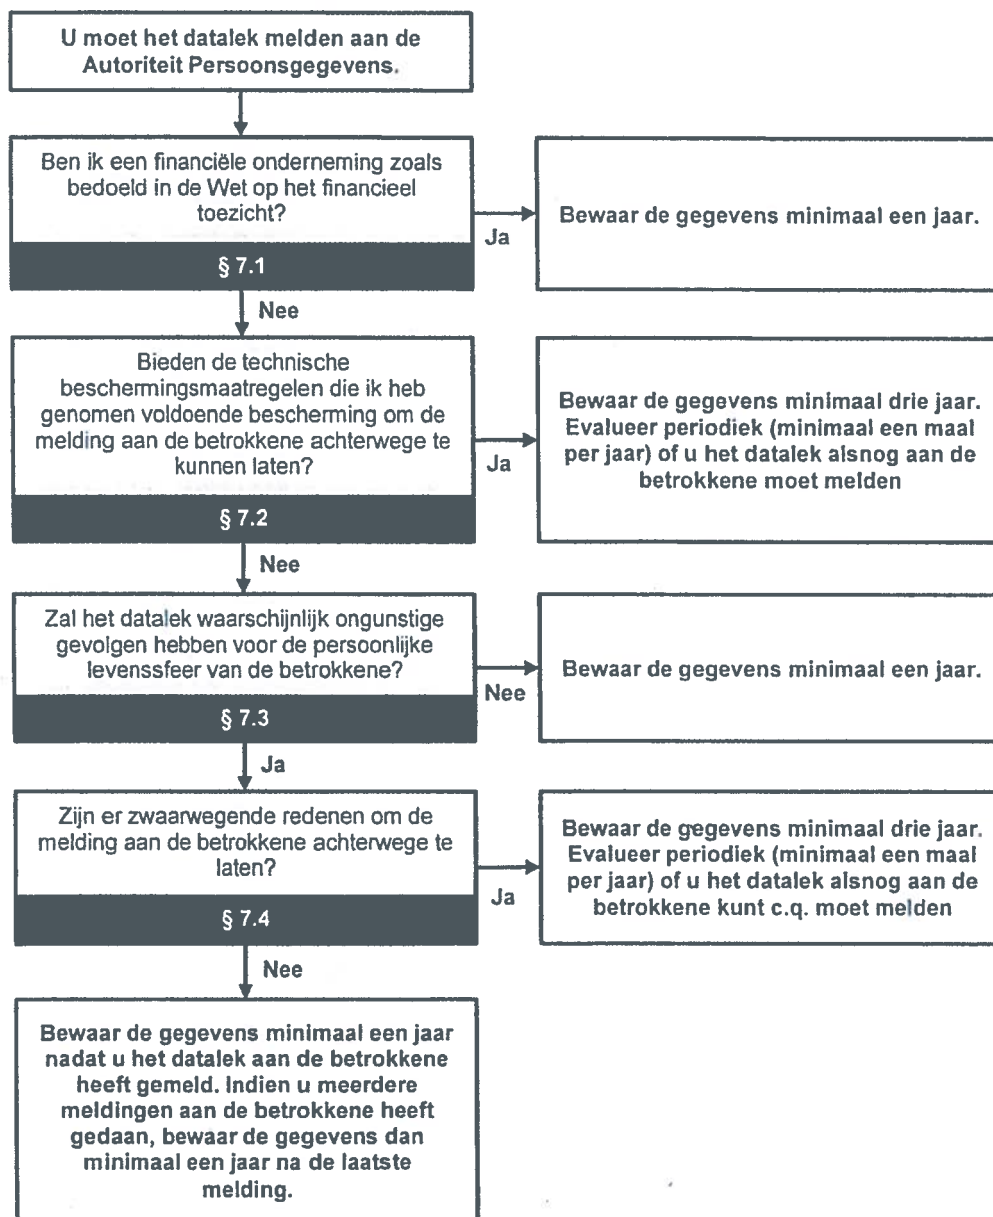 U moet het datalek melden aan de
Autoriteit Persoonsgegevens.
Ben ik een financiële onderneming zoals
bedoeld in de Wet op het financieel
toezicht?
§ 7.1
Ja
Bewaar de gegevens minimaal een jaar.
Nee
Bieden de technische
beschermingsmaatregelen die ik heb
genomen voldoende bescherming om de
melding aan de betrokkene achterwege te
kunnen laten?
§ 7.2
Ja
Bewaar de gegevens minimaal drie jaar.
Evalueer periodiek (minimaal een maal
per jaar) of u het datalek alsnog aan de
betrokkene moet melden
Nee
Zal het datalek waarschijnlijk ongunstige
gevolgen hebben voor de persoonlijke
levenssfeer van de betrokkene?
§ 7.3
Nee
Bewaar de gegevens minimaal een jaar.
Ja
Zijn er zwaarwegende redenen om de
melding aan de betrokkene achterwege te
laten?
§ 7.4
Ja
Bewaar de gegevens minimaal drie jaar.
Evalueer periodiek (minimaal een maal
per jaar) of u het datalek alsnog aan de
betrokkene kunt c.q. moet melden
Nee
Bewaar de gegevens minimaal een jaar
nadat u het datalek aan de betrokkene
heeft gemeld. Indien u meerdere
meldingen aan de betrokkene heeft
gedaan, bewaar de gegevens dan
minimaal een jaar na de laatste
melding.